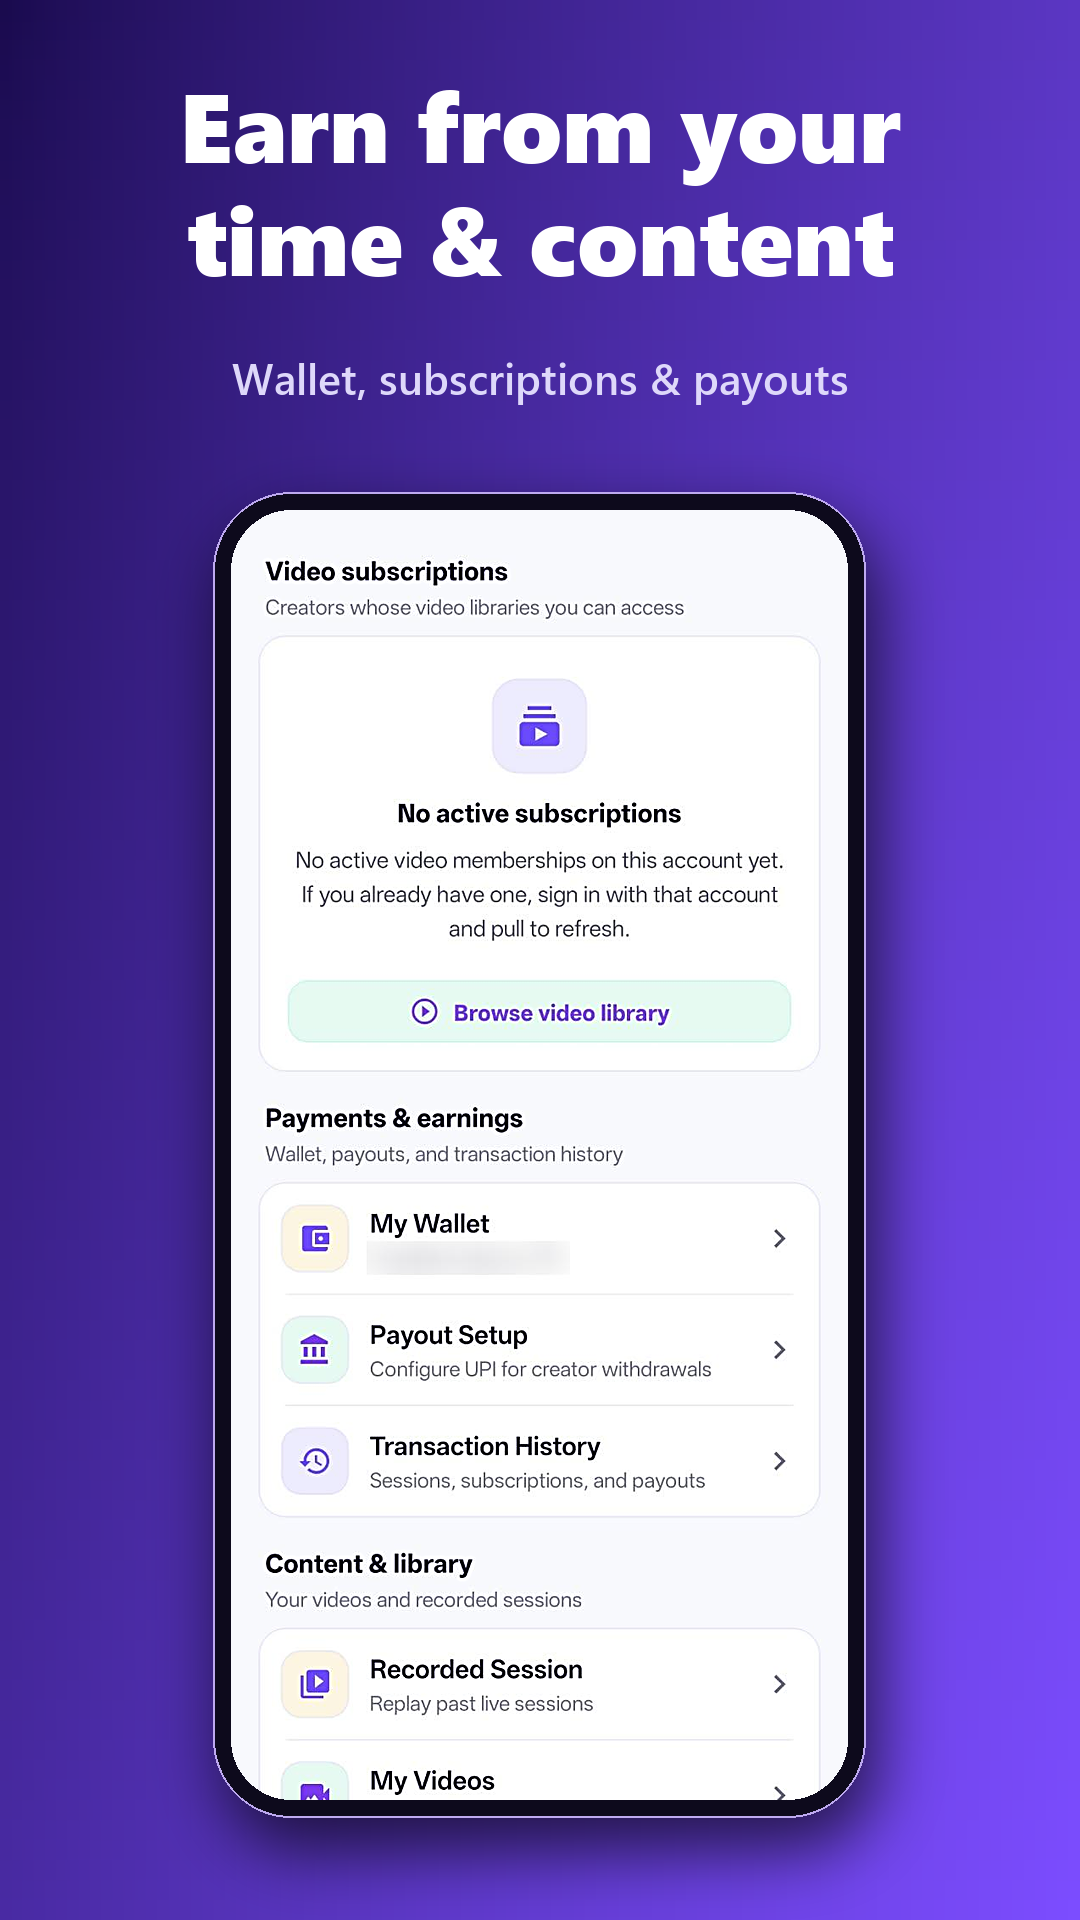 Earn from your
time & content
Wallet, subscriptions & payouts
Video subscriptions
Creators whose video libraries you can access
No active subscriptions
No active video memberships on this account yet.
If you already have one, sign in with that account
and pull to refresh.
Browse video library
Payments & earnings
Wallet, payouts, and transaction history
My Wallet
Payout Setup
Configure UPI for creator withdrawals
Transaction History
Sessions, subscriptions, and payouts
Content & library
Your videos and recorded sessions
Recorded Session
Replay past live sessions
My Videos